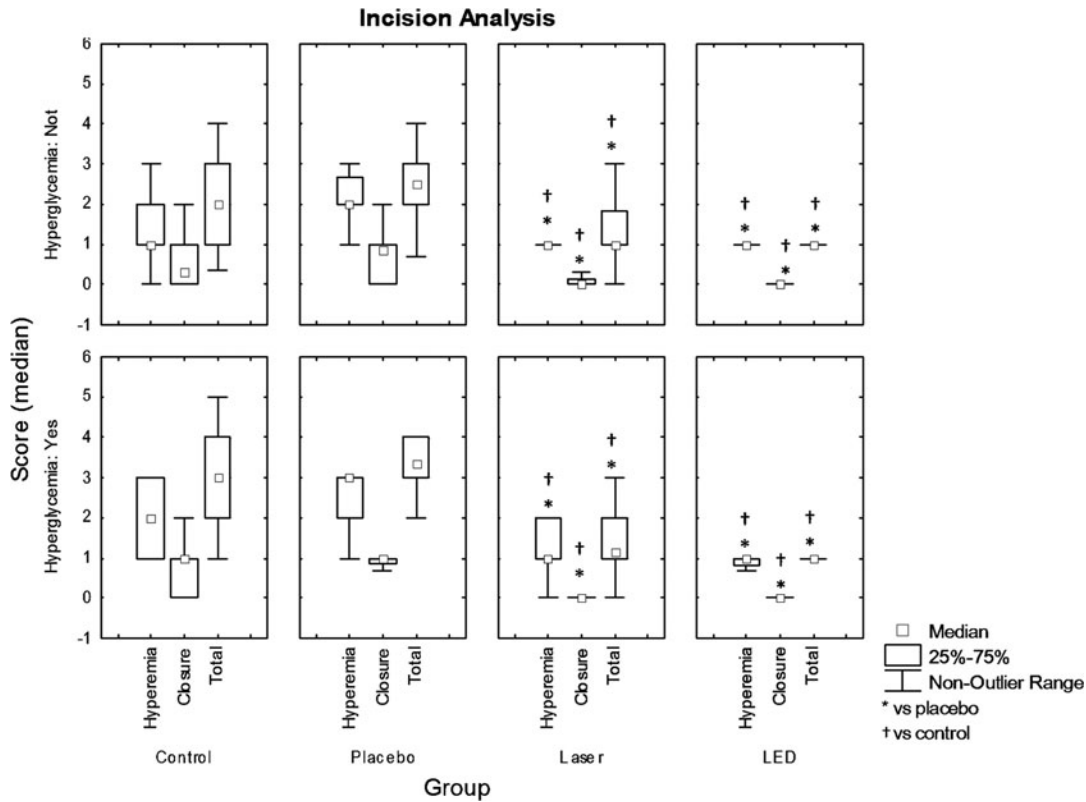 Incision Analysis
Score (median)
Hyperglycemia: Not
6
5
4
3
2
1
0
-1
† * † * † *
† * † * † *
Hyperglycemia: Yes
6
5
4
3
2
1
0
-1
† * † * † *
† * † * † *
Hyperemia Closure Total
Hyperemia Closure Total
Hyperemia Closure Total
Hyperemia Closure Total
Control Placebo Laser LED
Group
Median
25%-75%
Non-Outlier Range
* vs placebo
† vs control